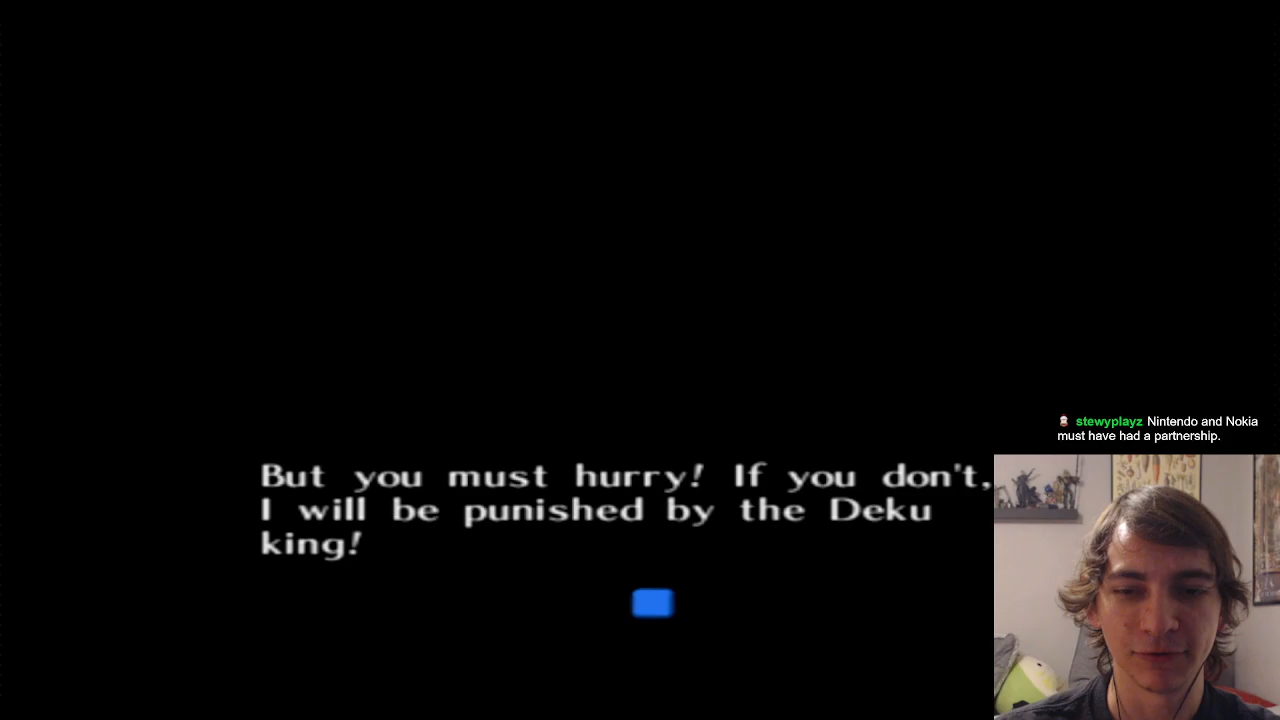 stewyplayz Nintendo and Nokia
must have had a partnership.
But you must hurry! If you don't,
I will be punished by the Deku
king!